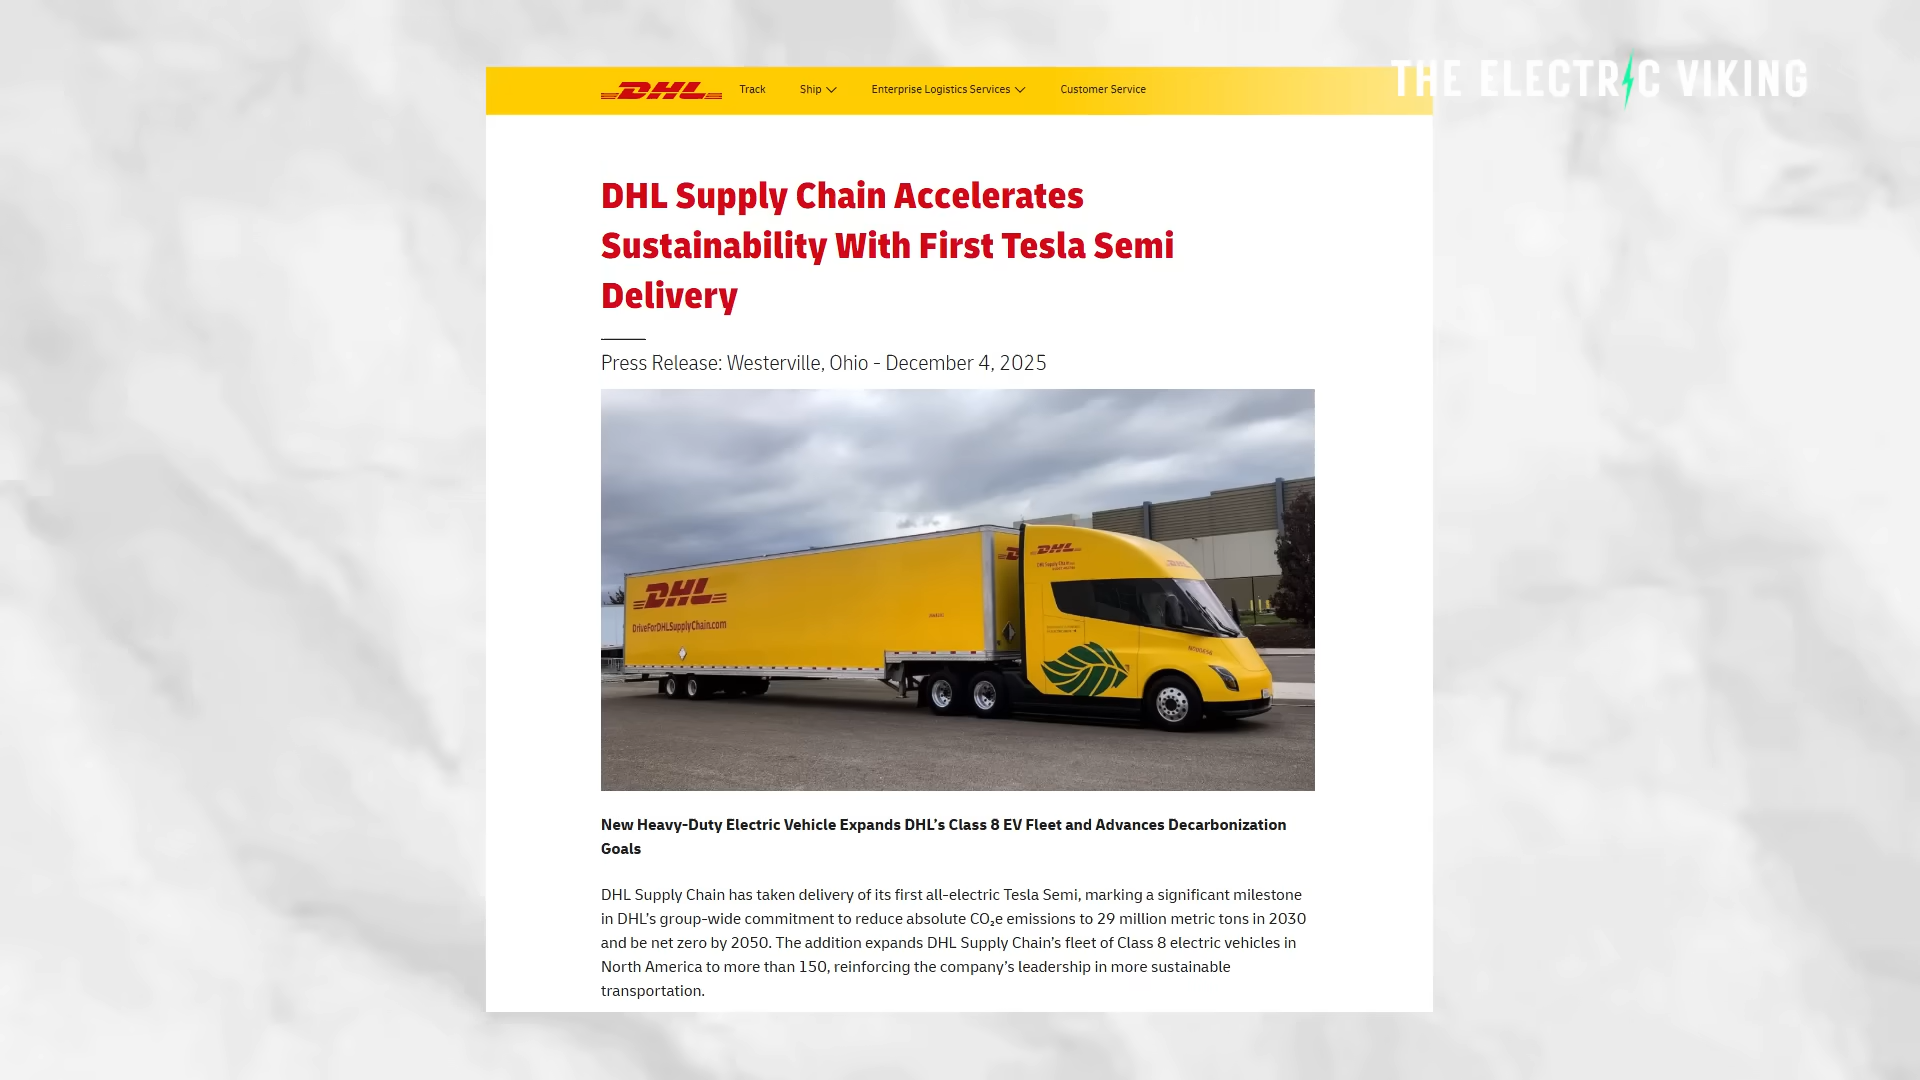 THE ELECTRIC VIKING
DHL Track Ship Enterprise Logistics Services Customer Service
DHL Supply Chain Accelerates
Sustainability With First Tesla Semi
Delivery
Press Release: Westerville, Ohio - December 4, 2025
DHL
DHL
DHL Supply Chain
DriveForDHLSupplyChain.com
New Heavy-Duty Electric Vehicle Expands DHL’s Class 8 EV Fleet and Advances Decarbonization
Goals
DHL Supply Chain has taken delivery of its first all-electric Tesla Semi, marking a significant milestone
in DHL’s group-wide commitment to reduce absolute CO₂e emissions to 29 million metric tons in 2030
and be net zero by 2050. The addition expands DHL Supply Chain’s fleet of Class 8 electric vehicles in
North America to more than 150, reinforcing the company’s leadership in more sustainable
transportation.